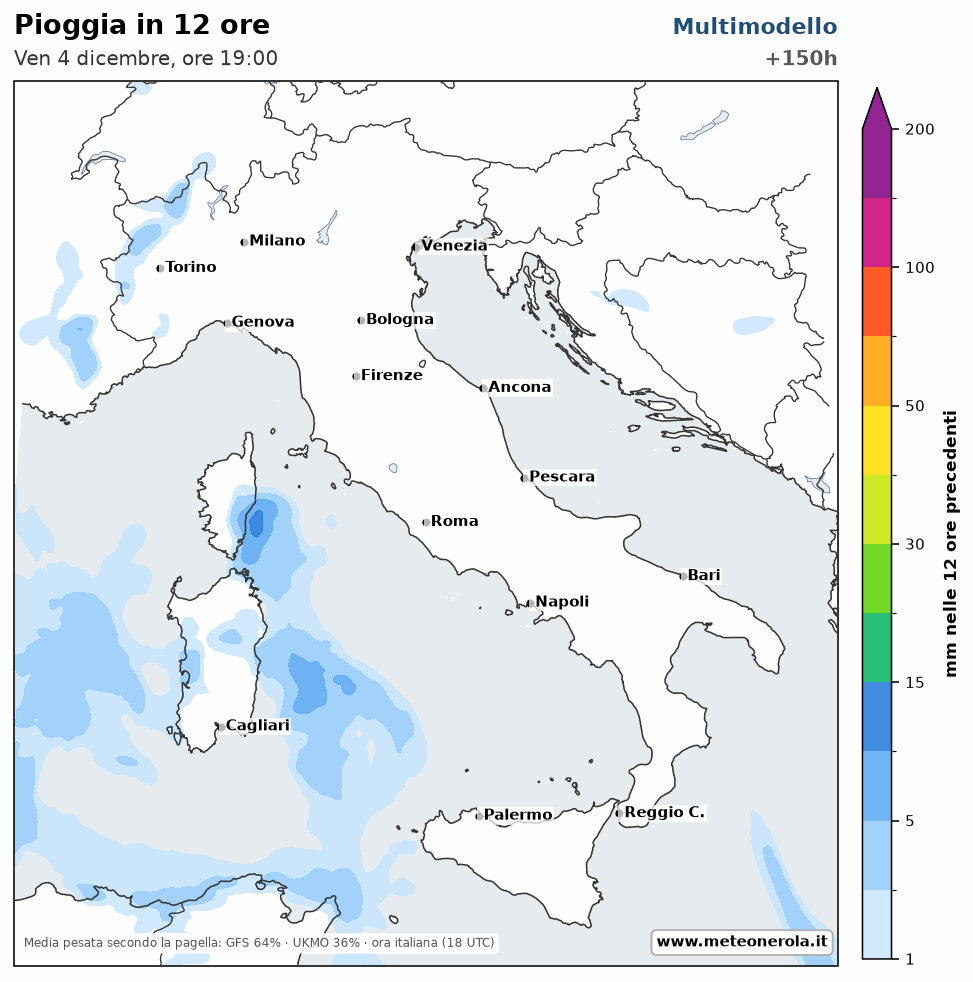 Pioggia in 12 ore
Multimodello
Ven 4 dicembre, ore 19:00
+150h
200
Milano
Venezia
Torino
100
Bologna
Genova
Firenze
Ancona
50
Pescara
Roma
30
Bari
Napoli
mm nelle 12 ore precedenti
15
Cagliari
Reggio C.
Palermo
5
Media pesata secondo la pagella: GFS 64% · UKMO 36% · ora italiana (18 UTC)
www.meteonerola.it
1